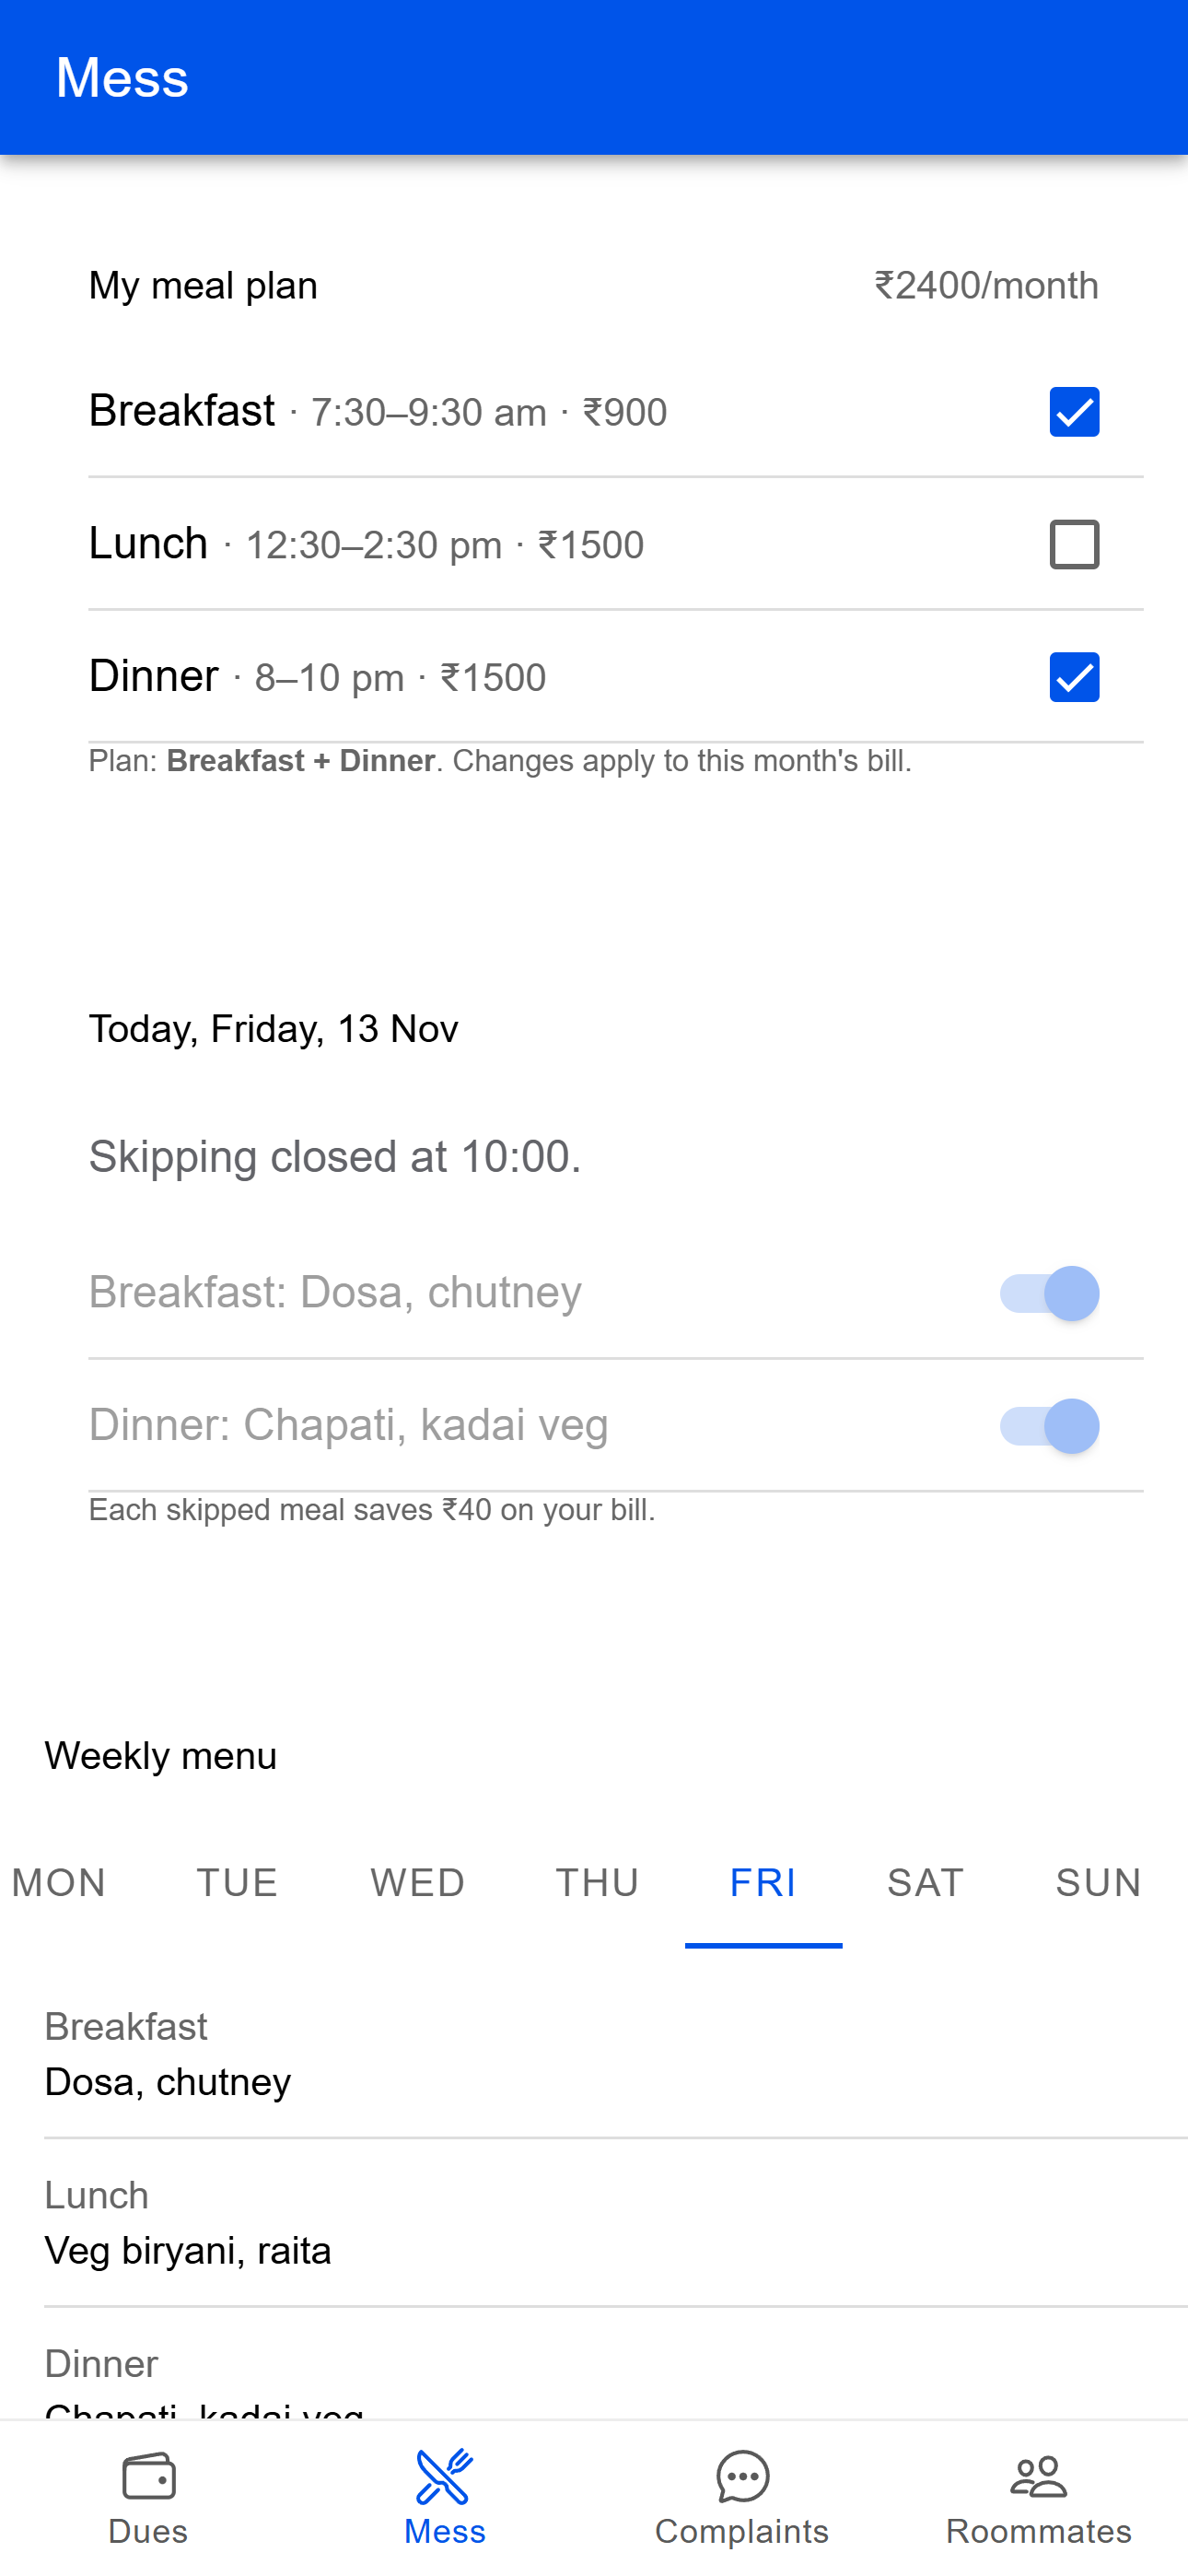 Mess
My meal plan ₹2400/month
Breakfast · 7:30–9:30 am · ₹900
Lunch · 12:30–2:30 pm · ₹1500
Dinner · 8–10 pm · ₹1500
Plan: Breakfast + Dinner. Changes apply to this month's bill.
Today, Friday, 13 Nov
Skipping closed at 10:00.
Breakfast: Dosa, chutney
Dinner: Chapati, kadai veg
Each skipped meal saves ₹40 on your bill.
Weekly menu
MON TUE WED THU FRI SAT SUN
Breakfast
Dosa, chutney
Lunch
Veg biryani, raita
Dinner
Chapati, kadai veg
Dues Mess Complaints Roommates